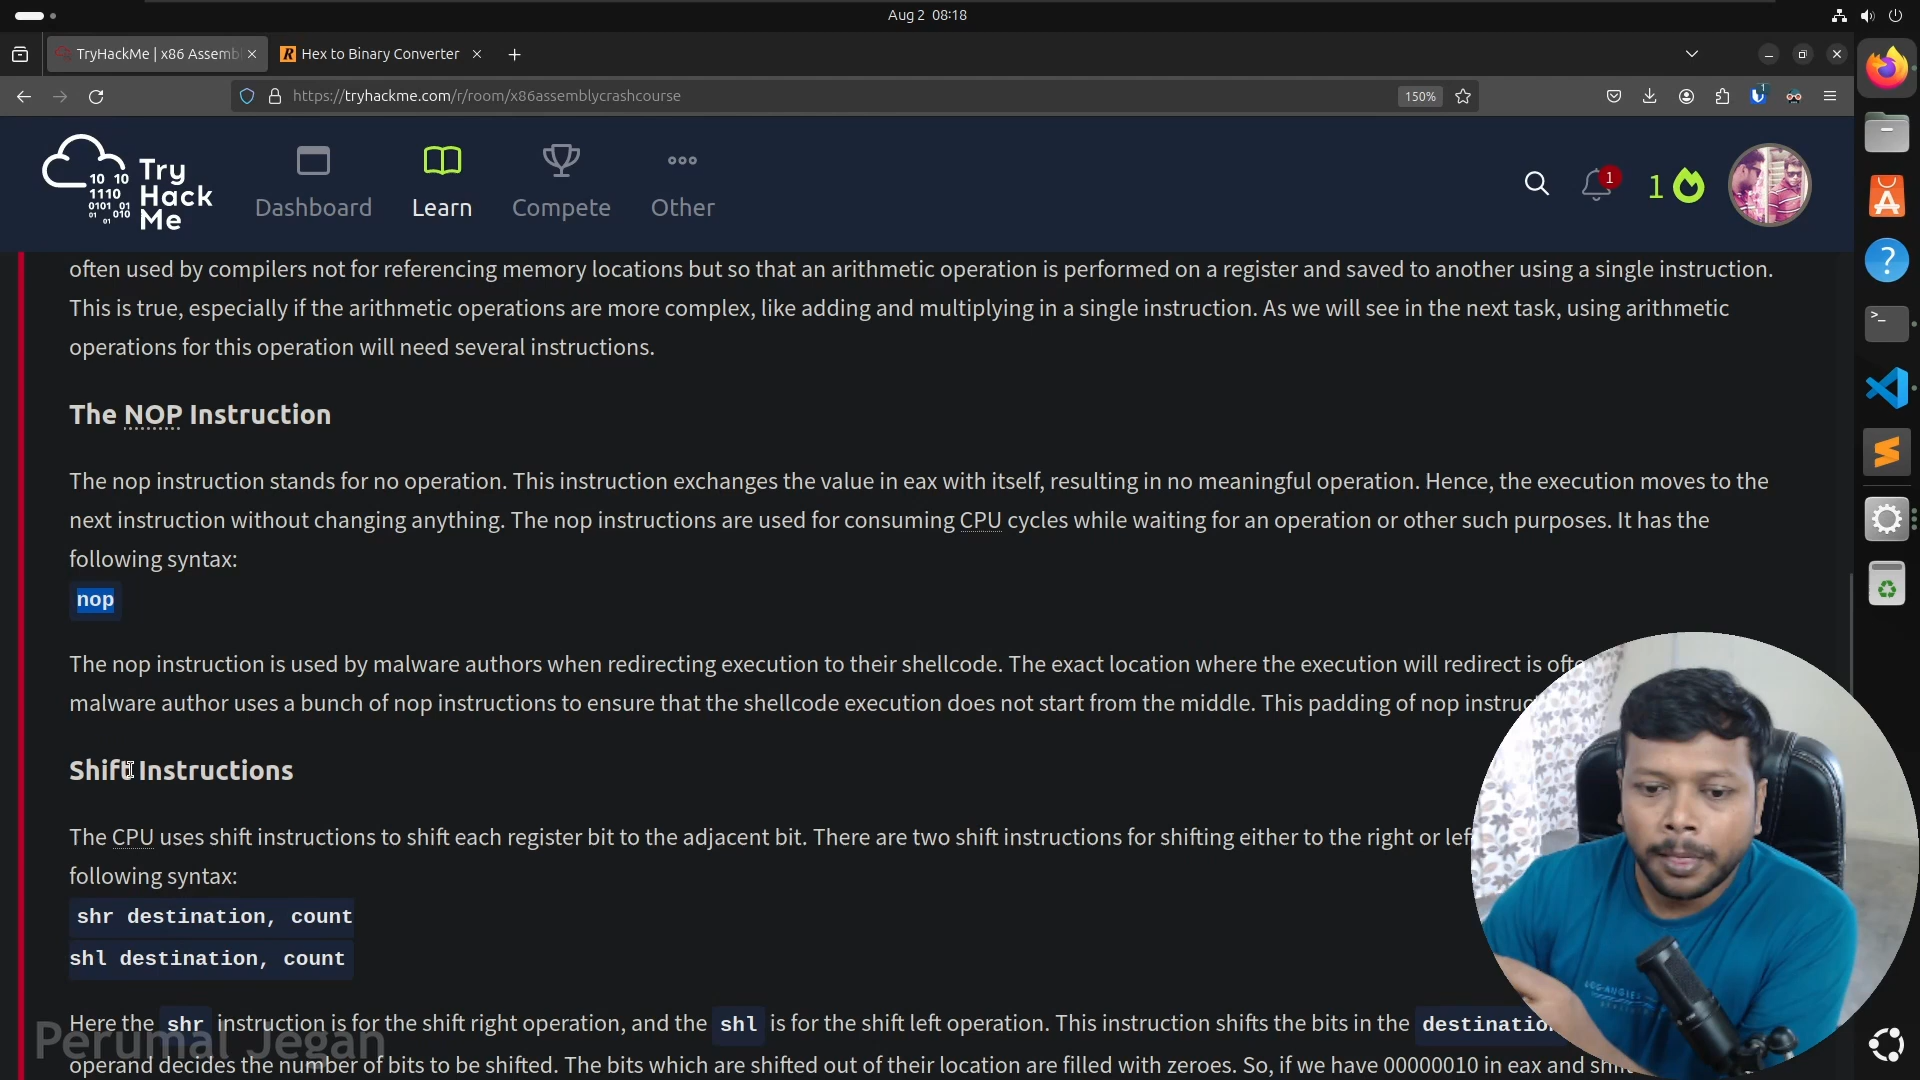 Aug 2 08:18
TryHackMe | x86 Assemb
Hex to Binary Converter
https://tryhackme.com/r/room/x86assemblycrashcourse
150%
1
10 10
1110
0101 01
01 010
01
Try
Hack
Me
Dashboard
Learn
Compete
Other
1
1
often used by compilers not for referencing memory locations but so that an arithmetic operation is performed on a register and saved to another using a single instruction.
This is true, especially if the arithmetic operations are more complex, like adding and multiplying in a single instruction. As we will see in the next task, using arithmetic
operations for this operation will need several instructions.
The NOP Instruction
The nop instruction stands for no operation. This instruction exchanges the value in eax with itself, resulting in no meaningful operation. Hence, the execution moves to the
next instruction without changing anything. The nop instructions are used for consuming CPU cycles while waiting for an operation or other such purposes. It has the
following syntax:
nop
The nop instruction is used by malware authors when redirecting execution to their shellcode. The exact location where the execution will redirect is
malware author uses a bunch of nop instructions to ensure that the shellcode execution does not start from the middle. This padding of nop
Shift Instructions
The CPU uses shift instructions to shift each register bit to the adjacent bit. There are two shift instructions for shifting either to the right or
following syntax:
shr destination, count
shl destination, count
Here the shr instruction is for the shift right operation, and the shl is for the shift left operation. This instruction shifts the bits in the
operand decides the number of bits to be shifted. The bits which are shifted out of their location are filled with zeroes. So, if we have 00000010 in eax and
Perumal Jegan